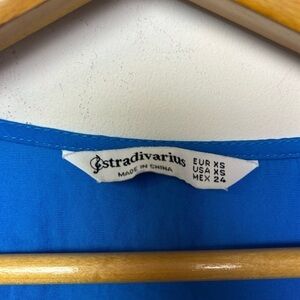 stradivarius
MADE IN CHINA
EUR XS
USA XS
MEX 24